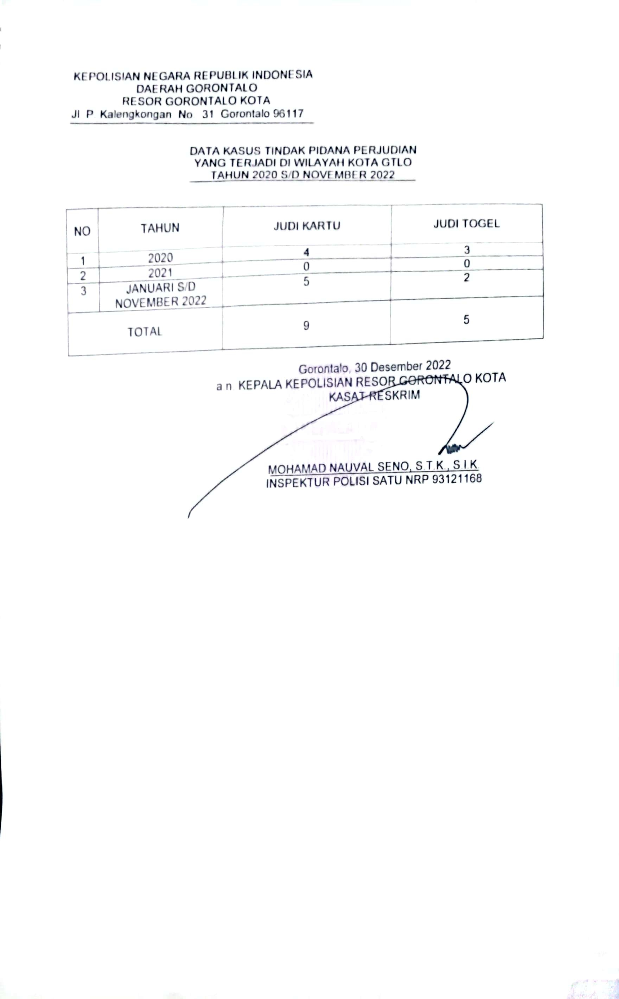 KEPOLISIAN NEGARA REPUBLIK INDONESIA
DAERAH GORONTALO
RESOR GORONTALO KOTA
Jl P Kalengkongan No 31 Gorontalo 96117
DATA KASUS TINDAK PIDANA PERJUDIAN
YANG TERJADI DI WILAYAH KOTA GTLO
TAHUN 2020 S/D NOVEMBER 2022
NO TAHUN JUDI KARTU JUDI TOGEL
1 2020 4 3
2 2021 0 0
3 JANUARI S/D 5 2
NOVEMBER 2022
TOTAL 9 5
Gorontalo, 30 Desember 2022
a n KEPALA KEPOLISIAN RESOR GORONTALO KOTA
KASAT RESKRIM
MOHAMAD NAUVAL SENO, S.T.K., S.I.K.
INSPEKTUR POLISI SATU NRP 93121168